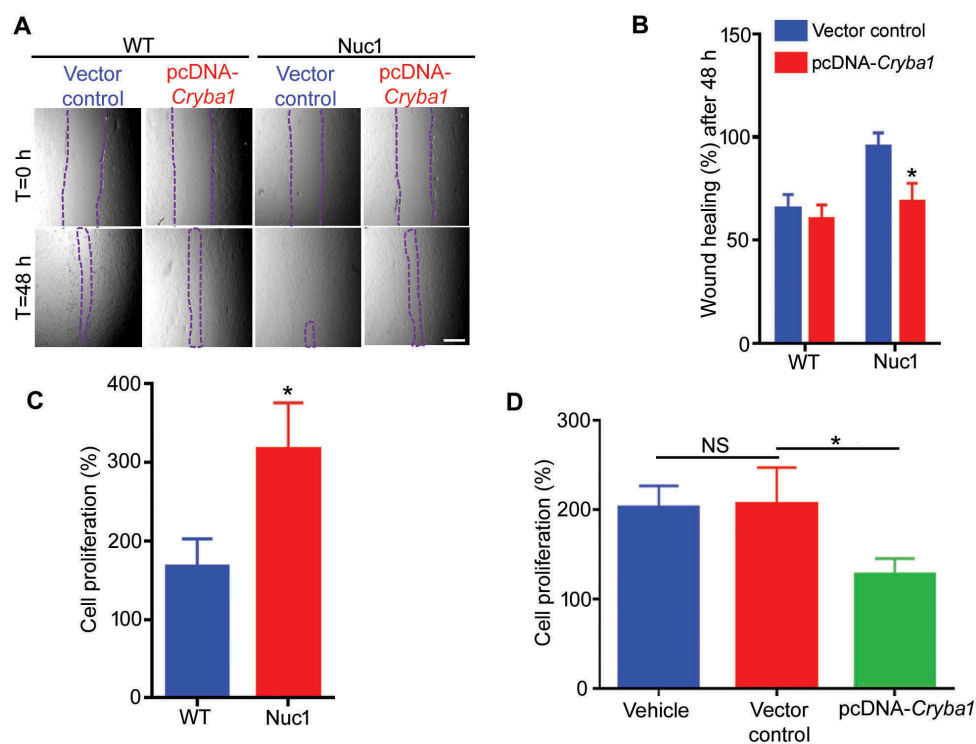 A
WT
Nuc1
Vector
control
pcDNA-
Cryba1
Vector
control
pcDNA-
Cryba1
T=0 h
T=48 h
B
Vector control
pcDNA-Cryba1
Wound healing (%) after 48 h
150
100
50
0
*
WT
Nuc1
C
Cell proliferation (%)
400
300
200
100
0
*
WT
Nuc1
D
Cell proliferation (%)
300
200
100
0
NS
*
Vehicle
Vector
control
pcDNA-Cryba1